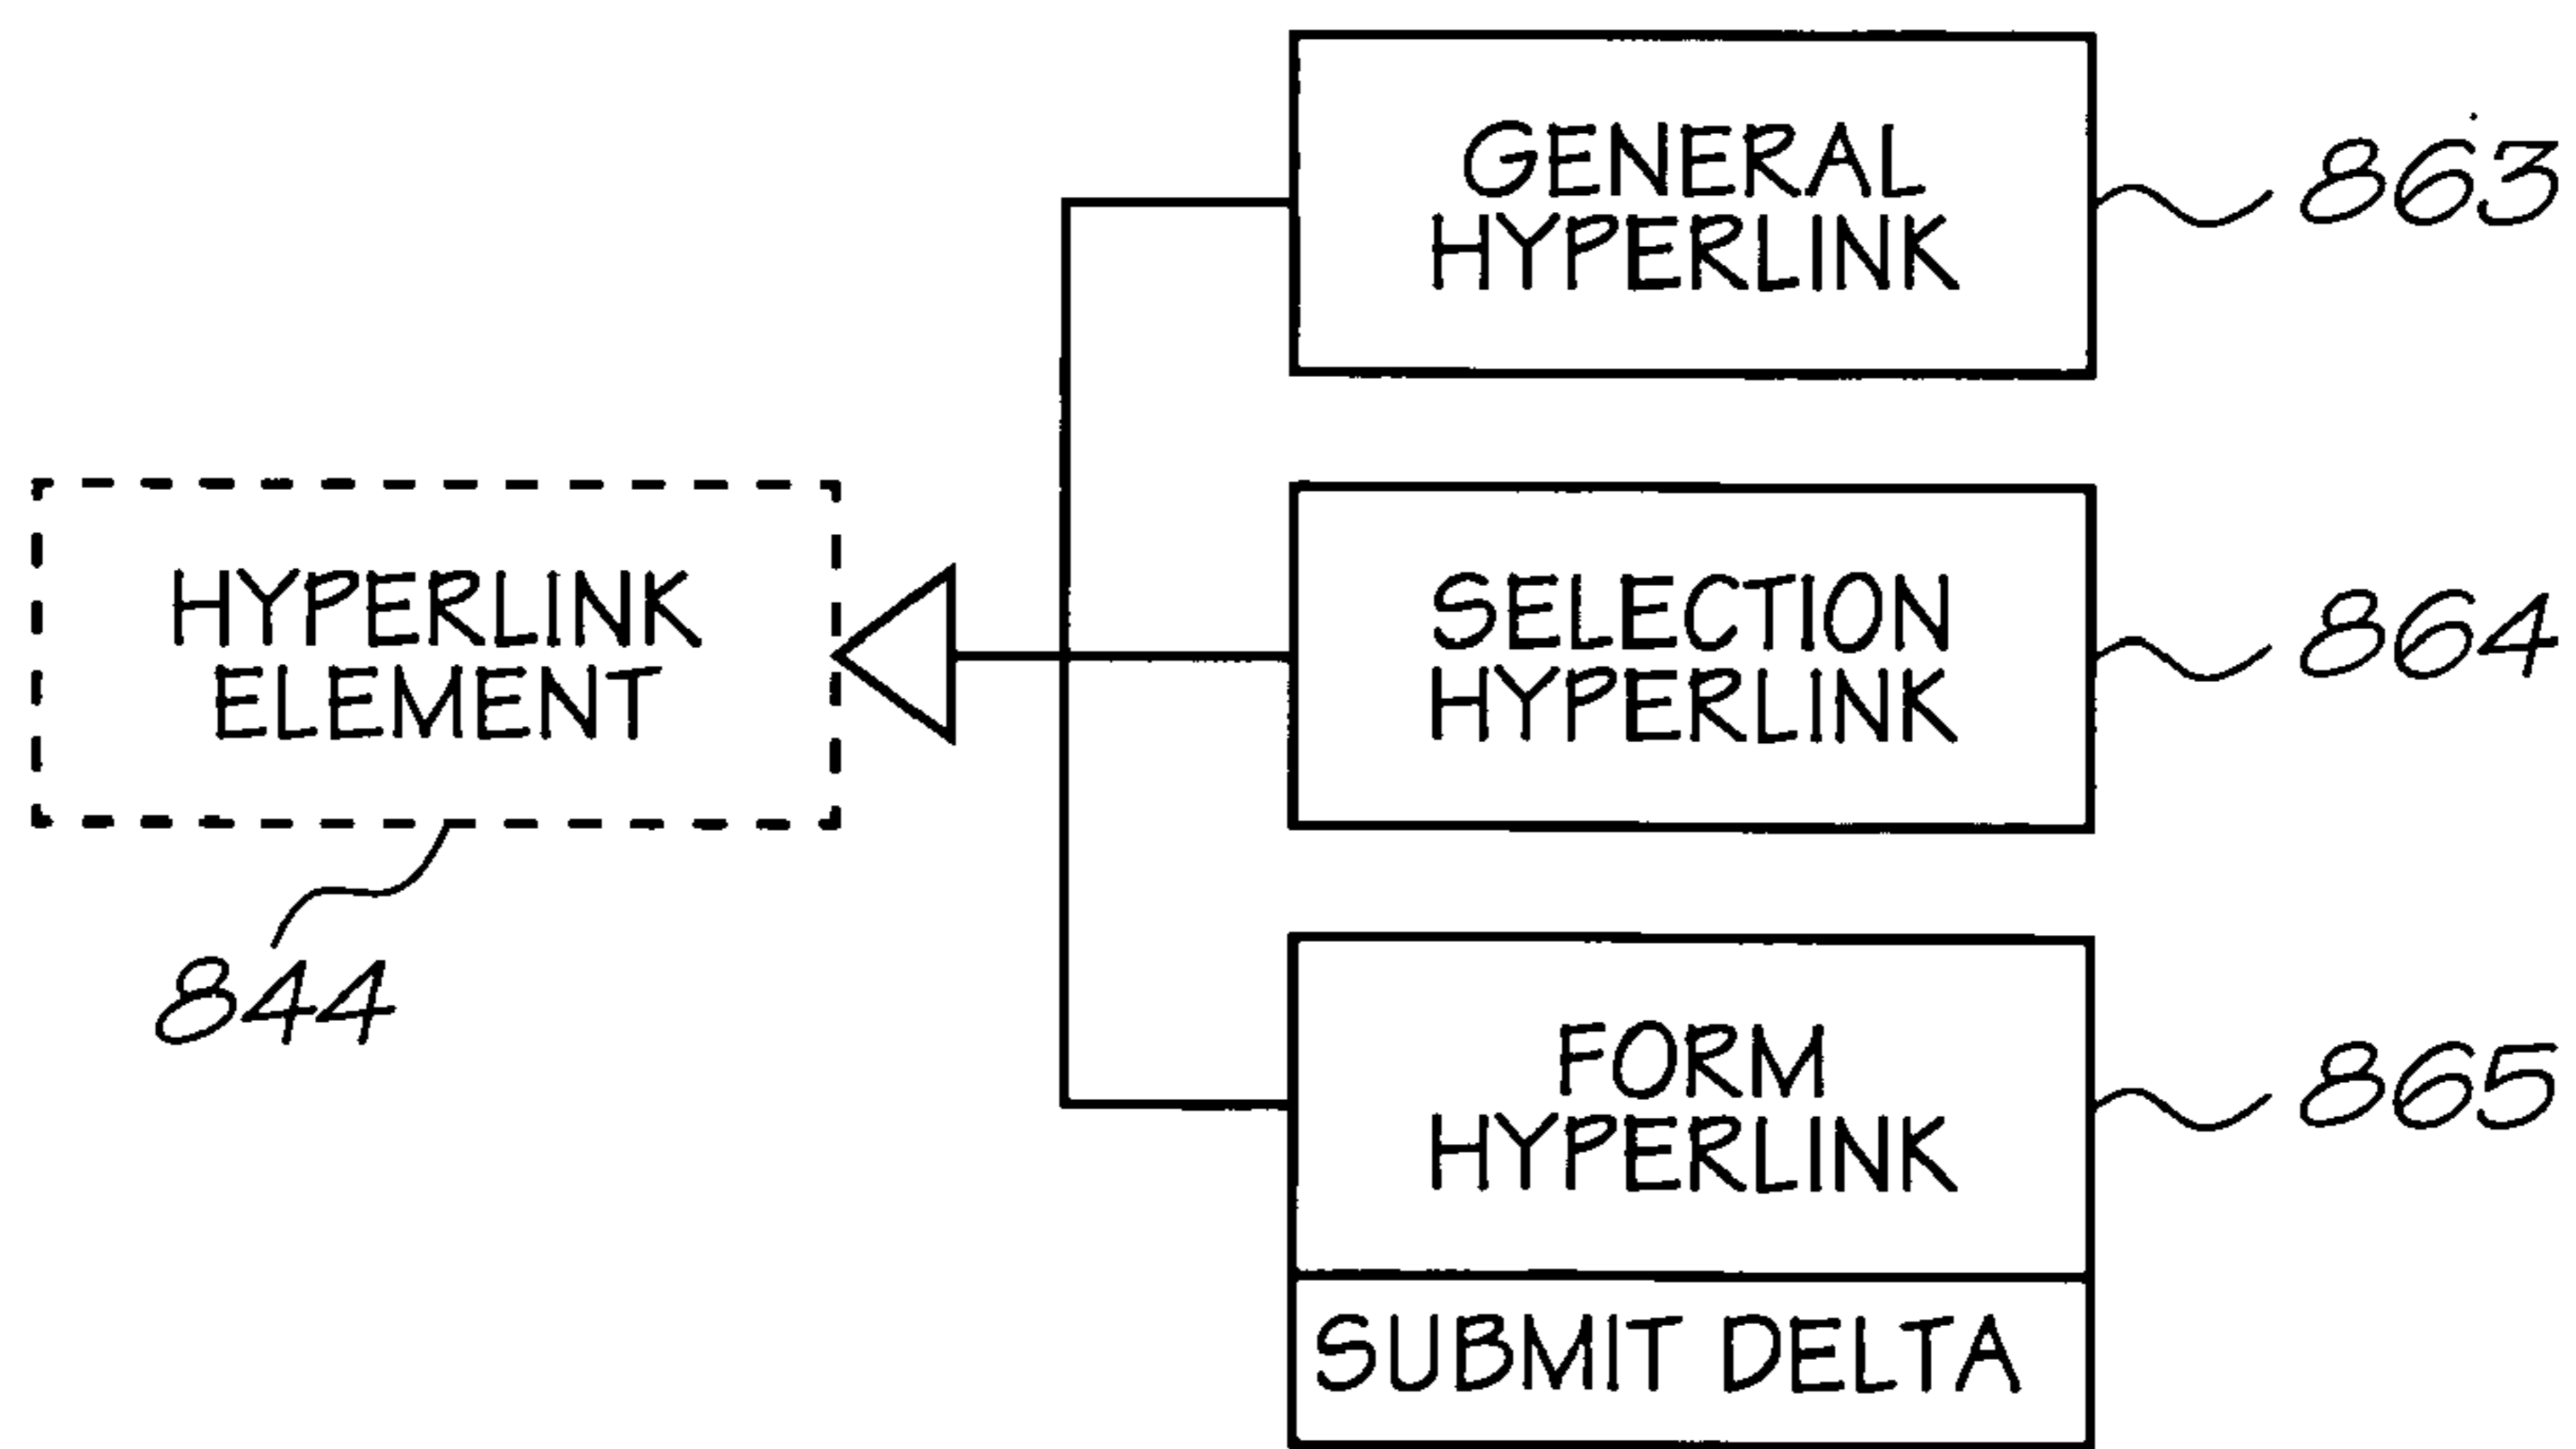 GENERAL
HYPERLINK
863
HYPERLINK
ELEMENT
844
SELECTION
HYPERLINK
864
FORM
HYPERLINK
865
SUBMIT DELTA